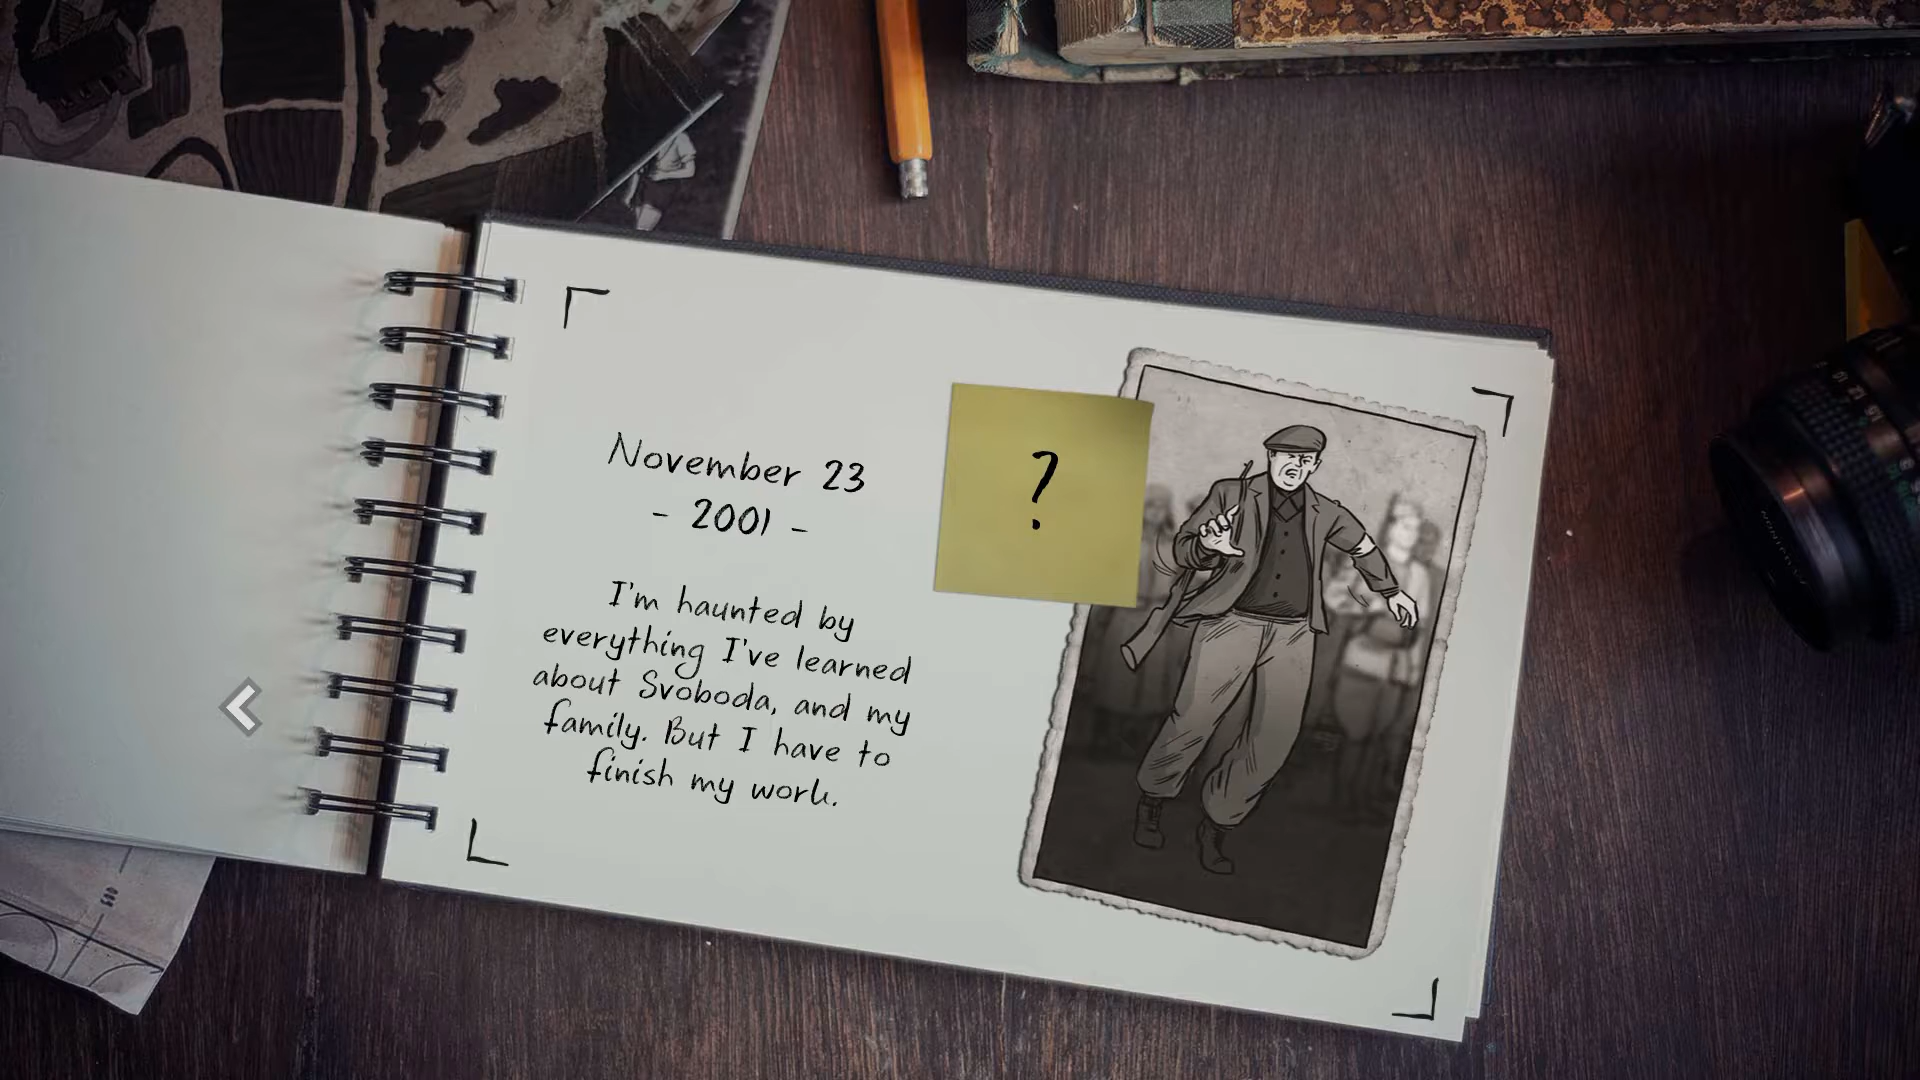 November 23
- 2001 -
I'm haunted by
everything I've learned
about Svoboda, and my
family. But I have to
finish my work.
?